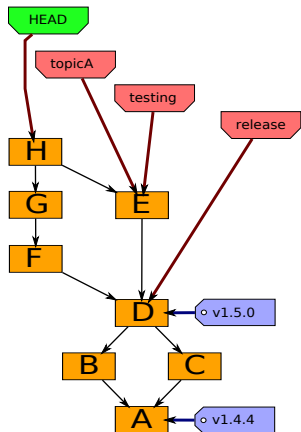 HEAD
topicA
testing
release
H
G
E
F
D
v1.5.0
B
C
A
v1.4.4